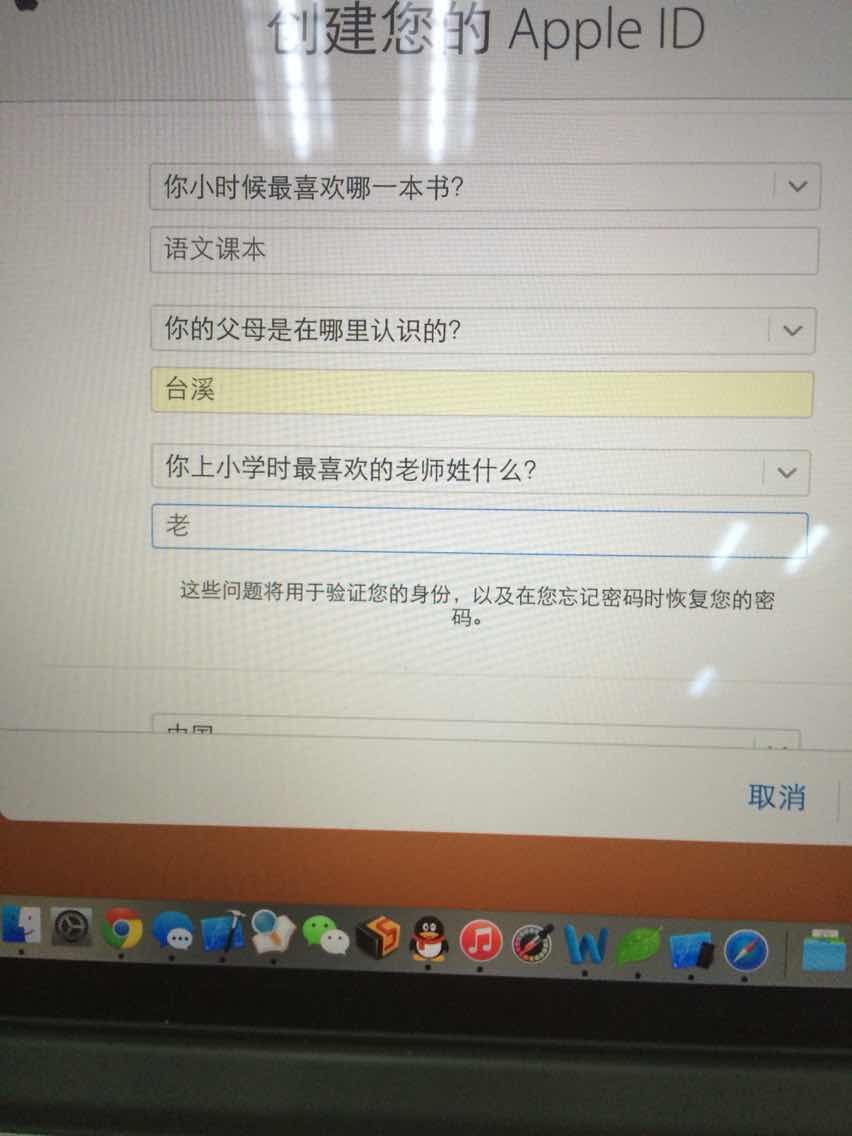 创建您的 Apple ID
你小时候最喜欢哪一本书?
语文课本
你的父母是在哪里认识的?
台溪
你上小学时最喜欢的老师姓什么?
老
这些问题将用于验证您的身份，以及在您忘记密码时恢复您的密
码。
中国
取消